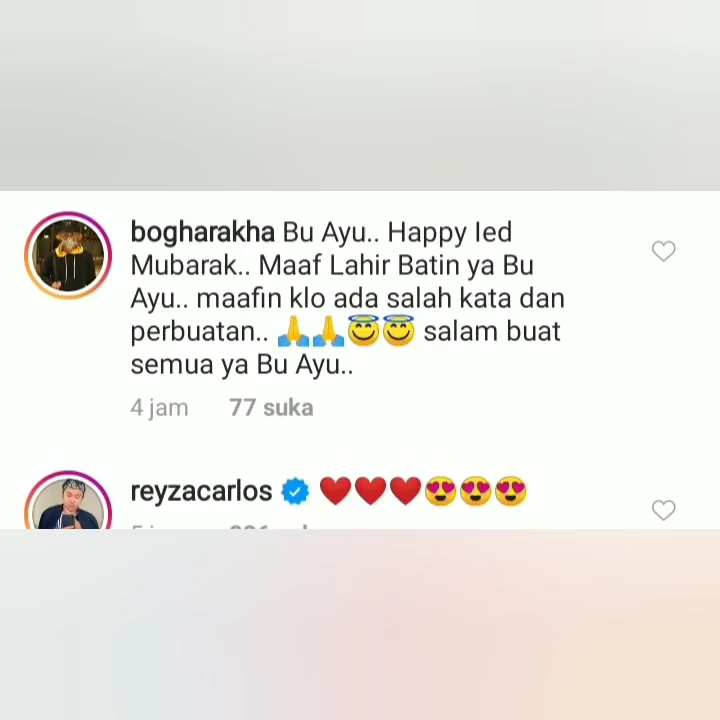 bogharakha Bu Ayu.. Happy Ied
Mubarak.. Maaf Lahir Batin ya Bu
Ayu.. maafin klo ada salah kata dan
perbuatan.. 🙏🙏😇😇 salam buat
semua ya Bu Ayu..
4 jam 77 suka
reyzacarlos ❤️❤️❤️😍😍😍